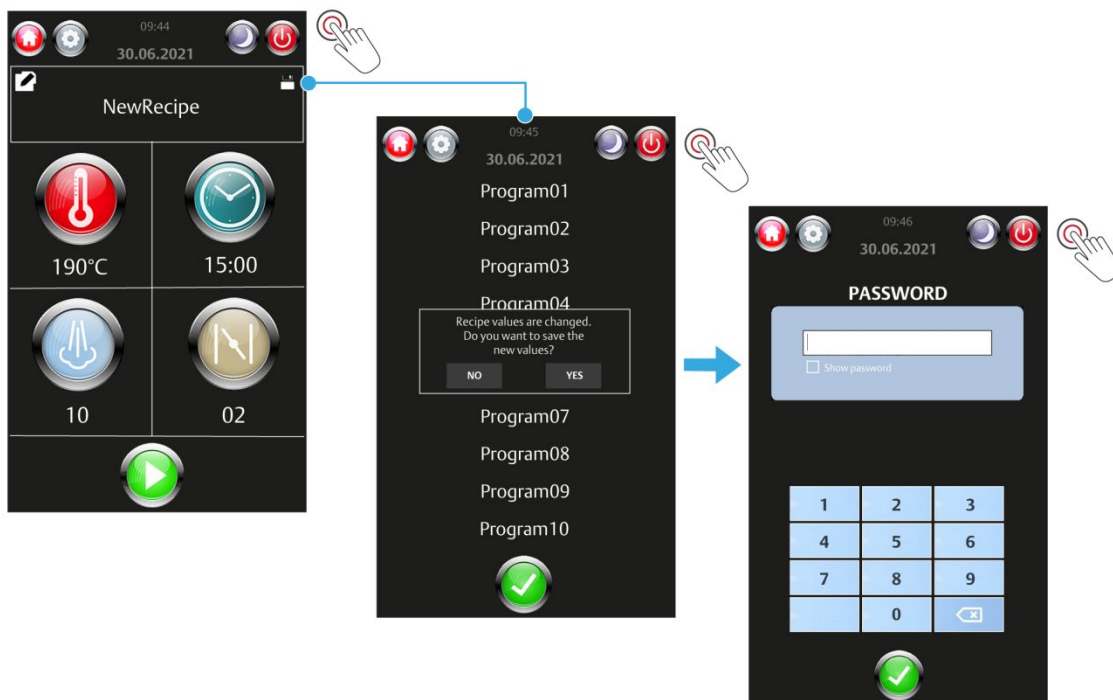 09:44
30.06.2021
NewRecipe
190°C
15:00
10
02
09:45
30.06.2021
Program01
Program02
Program03
Program04
Recipe values are changed.
Do you want to save the
new values?
NO
YES
Program07
Program08
Program09
Program10
09:46
30.06.2021
PASSWORD
Show password
1 2 3
4 5 6
7 8 9
0